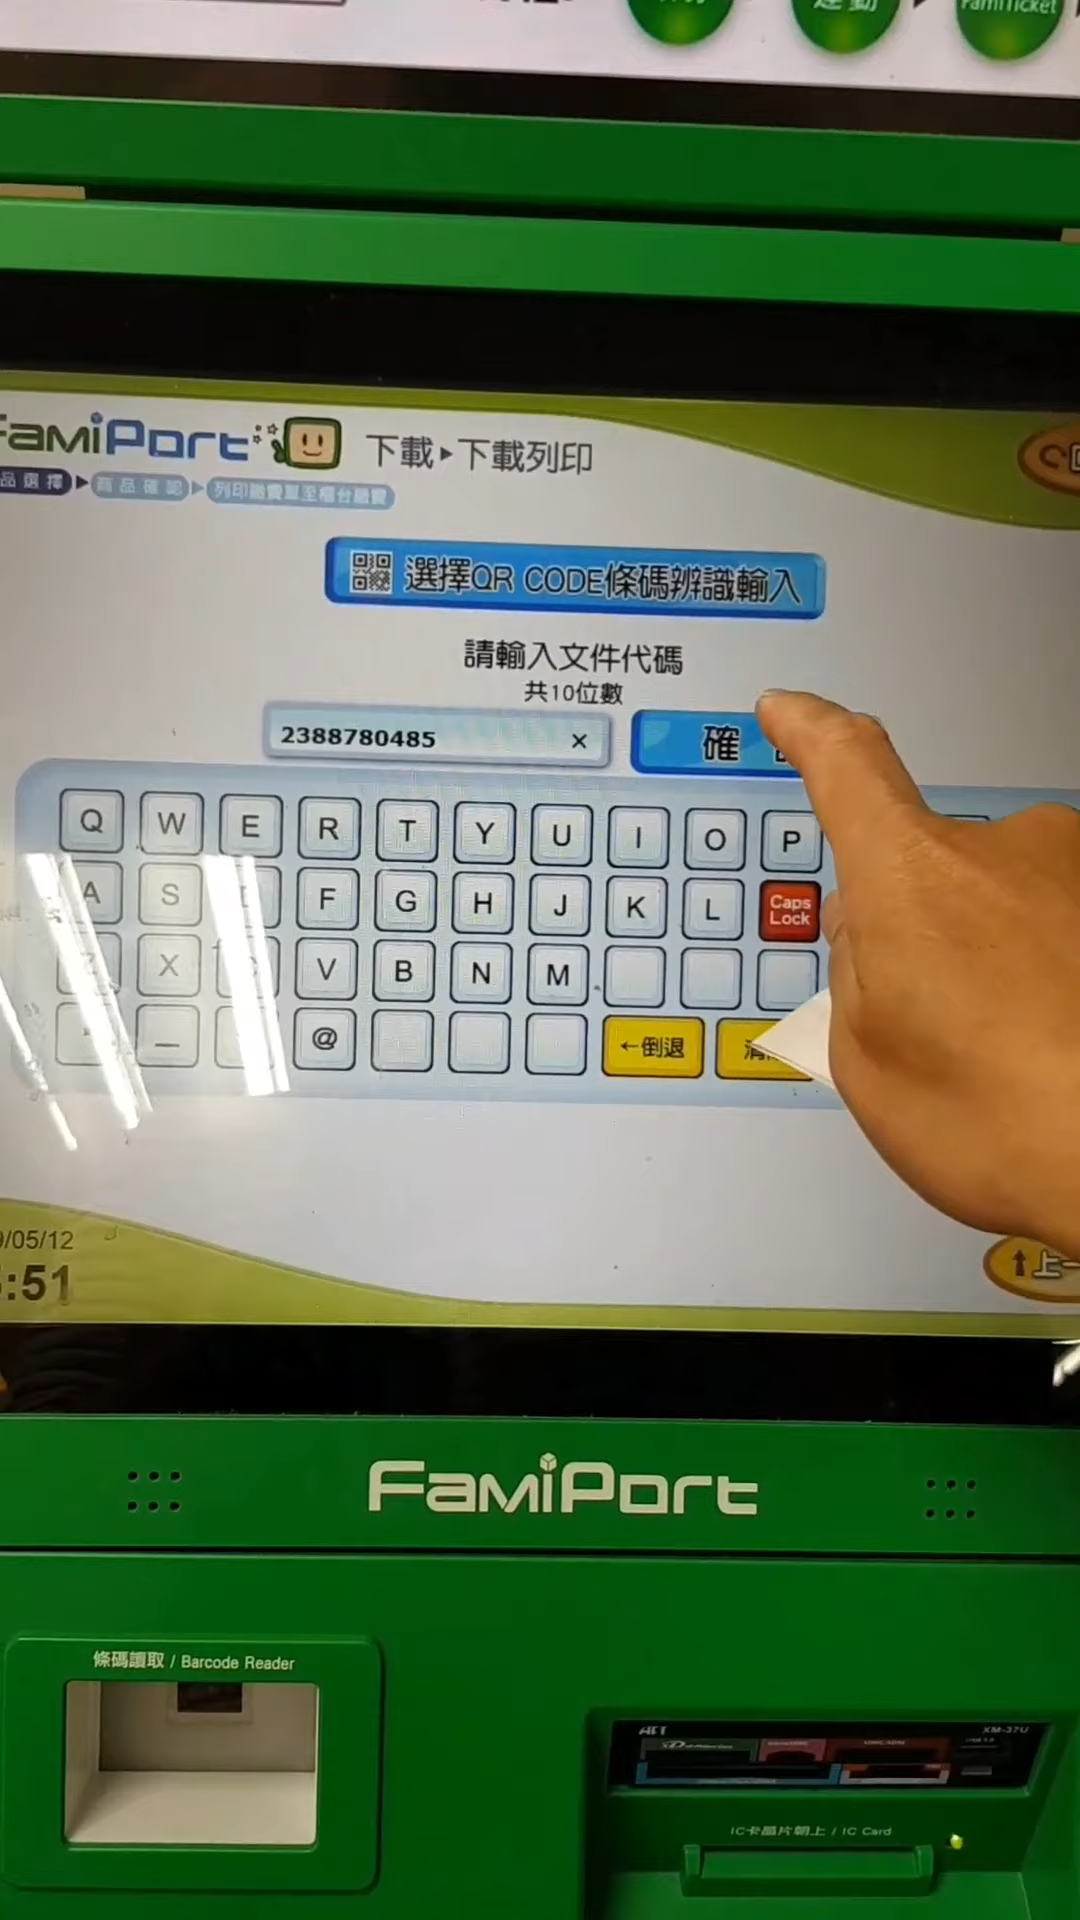 FamiTicket
FamiPort
下載▶下載列印
品選擇▶商品確認▶列印繳費單至櫃台繳費
選擇QR CODE條碼辨識輸入
請輸入文件代碼
共10位數
2388780485 ×
確
Q W E R T Y U I O P
A S F G H J K L Caps Lock
Z X C V B N M
- _ @ ←倒退 清
/05/12
:51
上一
FamiPort
條碼讀取 / Barcode Reader
XM-37U
IC卡晶片朝上 / IC Card